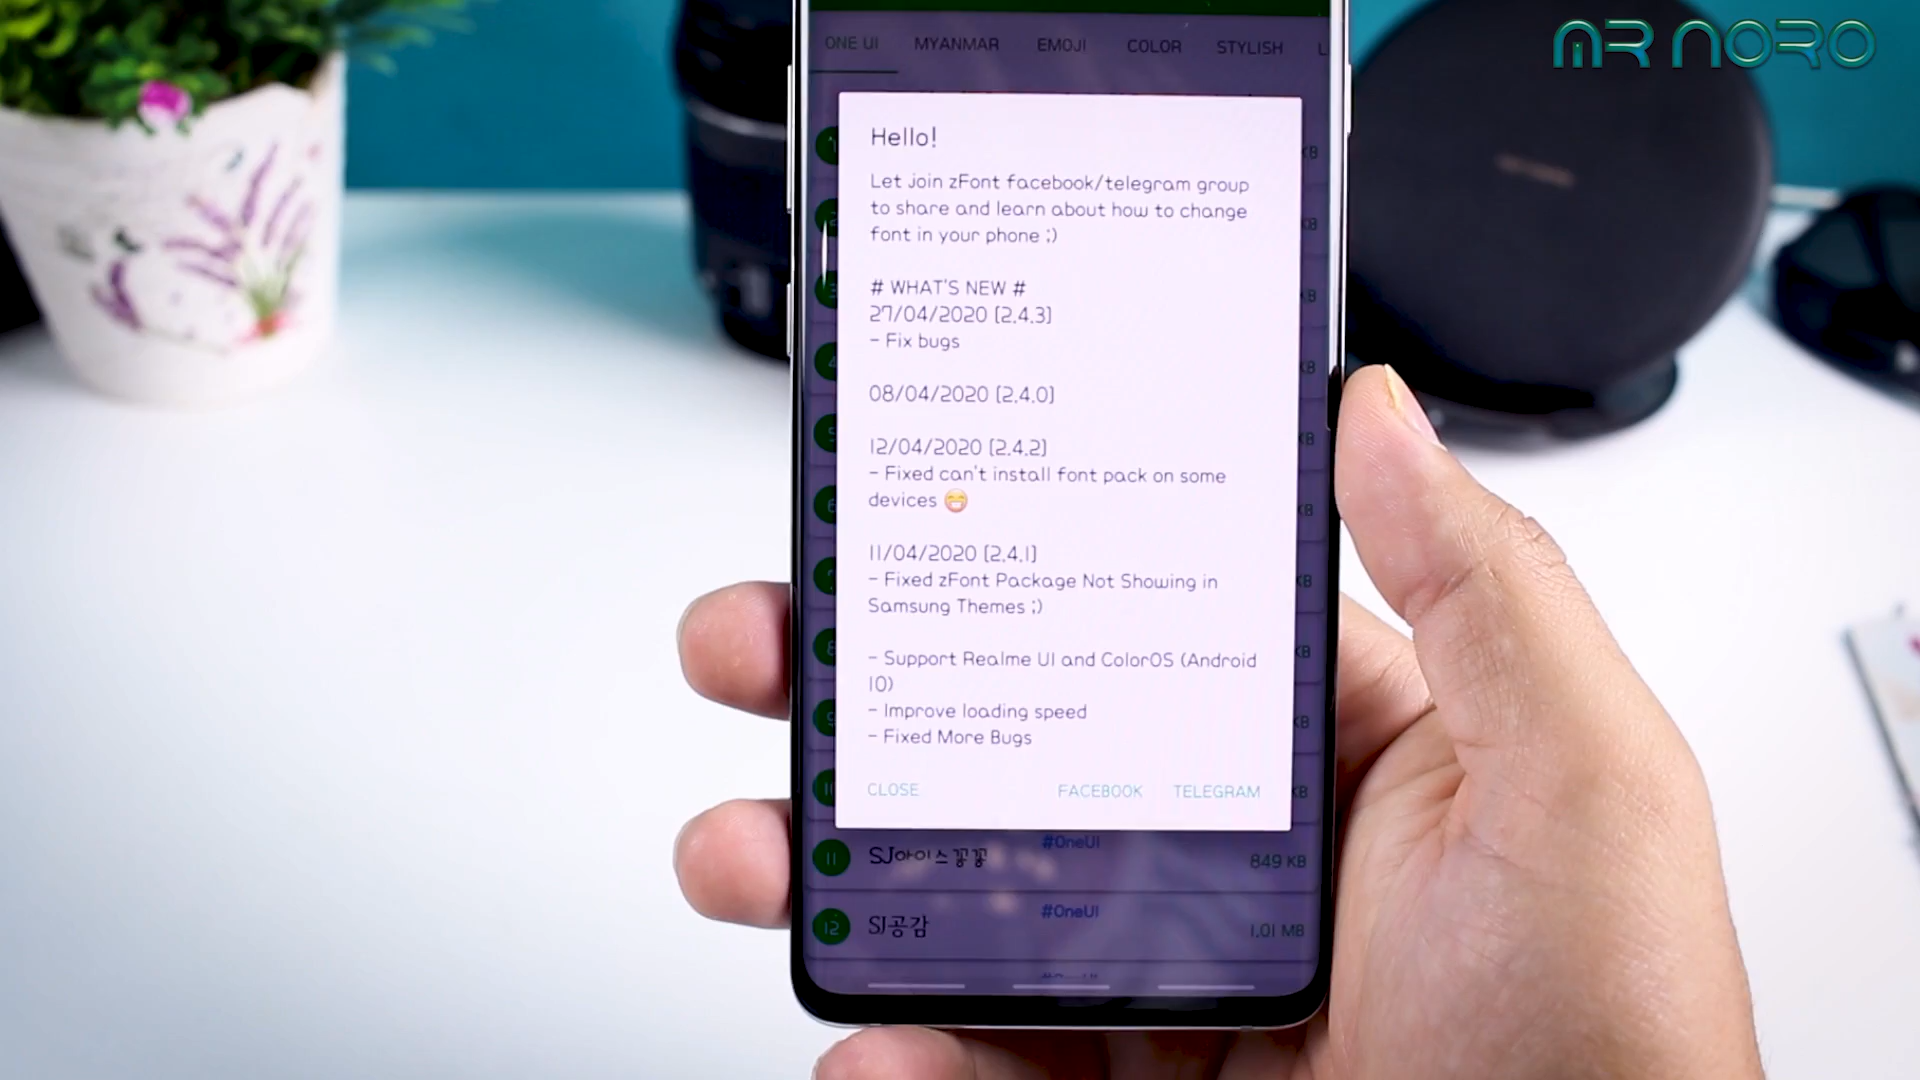 MR NORO
ONE UI MYANMAR EMOJI COLOR STYLISH L
Hello!
Let join zFont facebook/telegram group
to share and learn about how to change
font in your phone ;)
# WHAT'S NEW #
27/04/2020 [2.4.3]
- Fix bugs
08/04/2020 [2.4.0]
12/04/2020 [2.4.2]
- Fixed can't install font pack on some
devices 😁
11/04/2020 [2.4.1]
- Fixed zFont Package Not Showing in
Samsung Themes ;)
- Support Realme UI and ColorOS (Android
10)
- Improve loading speed
- Fixed More Bugs
CLOSE FACEBOOK TELEGRAM
#OneUI
11 SJ아이스꽁꽁 849 KB
#OneUI
12 SJ공감 1.01 MB